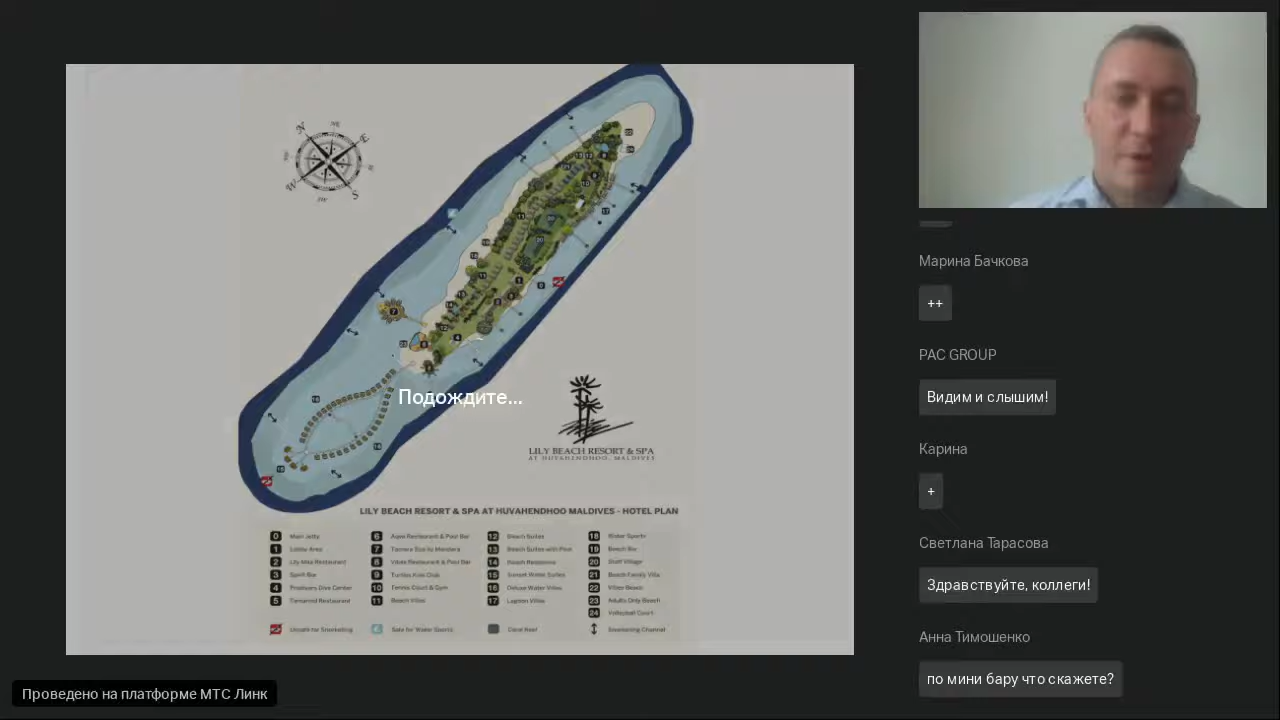 Подождите...
LILY BEACH RESORT & SPA
AT HUVAHENDHOO, MALDIVES
LILY BEACH RESORT & SPA AT HUVAHENDHOO MALDIVES - HOTEL PLAN
0 Main Jetty
1 Lobby Area
2 Lily Maa Restaurant
3 Spirit Bar
4 Prodivers Dive Center
5 Tamarind Restaurant
6 Aqva Restaurant & Pool Bar
7 Tamara Spa by Mandara
8 Vibes Restaurant & Pool Bar
9 Turtles Kids Club
10 Tennis Court & Gym
11 Beach Villas
12 Beach Suites
13 Beach Suites with Pool
14 Beach Residence
15 Sunset Water Suites
16 Deluxe Water Villas
17 Lagoon Villas
18 Water Sports
19 Beach Bar
20 Staff Village
21 Beach Family Villa
22 Vibes Beach
23 Adults Only Beach
24 Volleyball Court
Unsafe for Snorkeling
Safe for Water Sports
Coral Reef
Snorkeling Channel
Марина Бачкова
++
PAC GROUP
Видим и слышим!
Карина
+
Светлана Тарасова
Здравствуйте, коллеги!
Анна Тимошенко
по мини бару что скажете?
Проведено на платформе МТС Линк